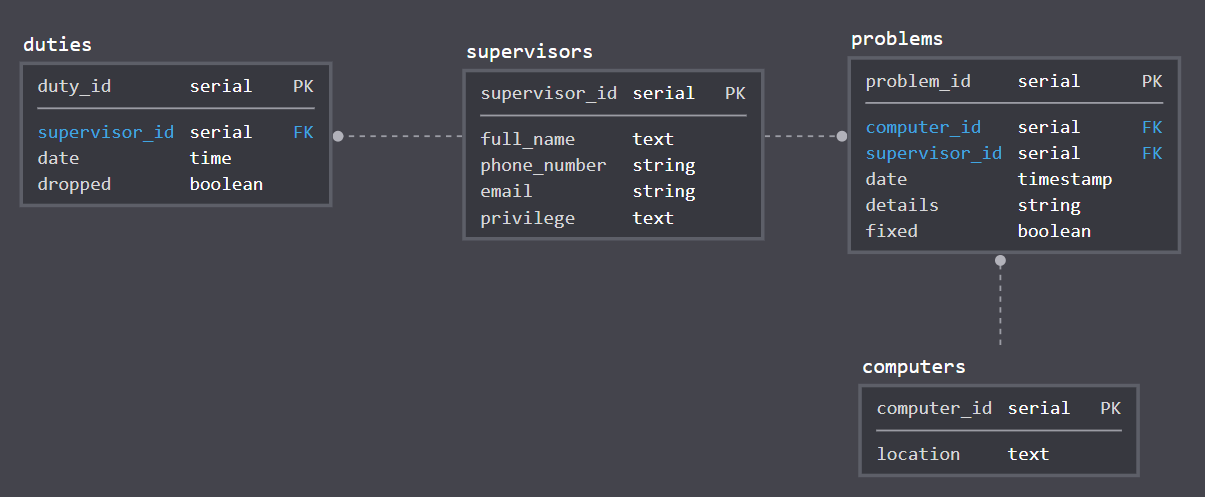 duties
duty_id serial PK
supervisor_id serial FK
date time
dropped boolean
supervisors
supervisor_id serial PK
full_name text
phone_number string
email string
privilege text
problems
problem_id serial PK
computer_id serial FK
supervisor_id serial FK
date timestamp
details string
fixed boolean
computers
computer_id serial PK
location text